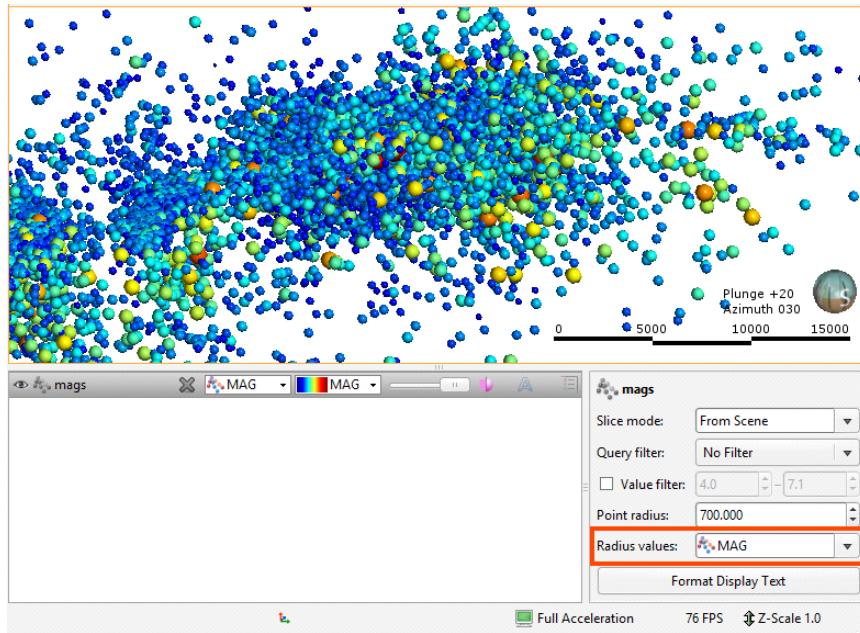 Plunge +20
Azimuth 030
0 5000 10000 15000
mags MAG MAG
mags
Slice mode: From Scene
Query filter: No Filter
Value filter: 4.0 – 7.1
Point radius: 700.000
Radius values: MAG
Format Display Text
Full Acceleration 76 FPS Z-Scale 1.0